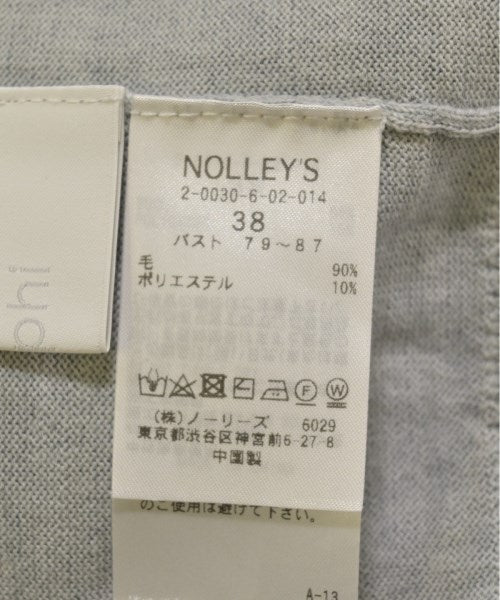 NOLLEY'S
2-0030-6-02-014
38
バスト 79～87
毛 90%
ポリエステル 10%
(株)ノーリーズ 6029
東京都渋谷区神宮前6-27-8
中国製
のご使用は避けて下さい。
A-13